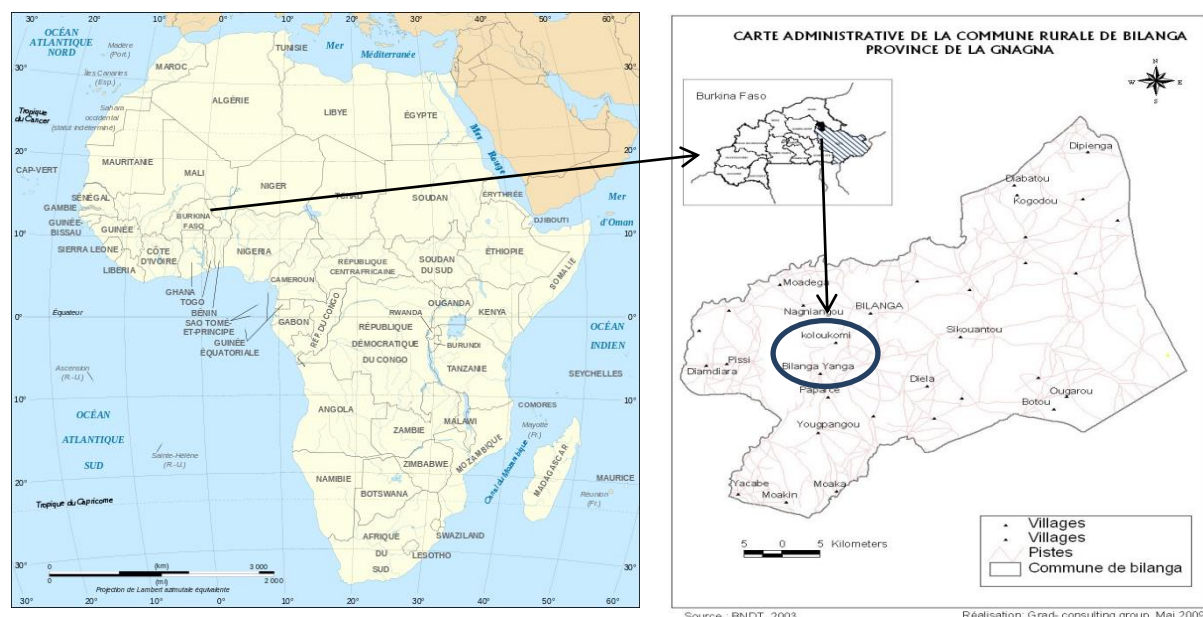 OCÉAN
ATLANTIQUE
NORD
Madère
(Port.)
Îles Canaries
(Esp.)
Sahara
occidental
(statut indéterminé)
Tropique
du Cancer
CAP-VERT
TUNISIE
Mer
Méditerranée
MAROC
ALGÉRIE
LIBYE
ÉGYPTE
Mer
Rouge
MAURITANIE
MALI
NIGER
TCHAD
SOUDAN
ÉRYTHRÉE
Mer
d'Oman
DJIBOUTI
SÉNÉGAL
GAMBIE
GUINÉE-
BISSAU
GUINÉE
SIERRA LEONE
LIBERIA
CÔTE
D'IVOIRE
BURKINA
FASO
GHANA
TOGO
BÉNIN
SAO TOMÉ-
ET-PRINCIPE
GUINÉE
ÉQUATORIALE
NIGERIA
CAMEROUN
RÉPUBLIQUE
CENTRAFRICAINE
SOUDAN
DU SUD
ÉTHIOPIE
SOMALIE
OUGANDA
KENYA
RWANDA
BURUNDI
GABON
RÉP. DU CONGO
RÉPUBLIQUE
DÉMOCRATIQUE
DU CONGO
TANZANIE
OCÉAN
INDIEN
SEYCHELLES
COMORES
Mayotte
(Fr.)
Équateur
Ascension
(R.-U.)
OCÉAN
ATLANTIQUE
SUD
Sainte-Hélène
(R.-U.)
ANGOLA
ZAMBIE
MALAWI
MOZAMBIQUE
ZIMBABWE
Canal du Mozambique
MADAGASCAR
MAURICE
Réunion
(Fr.)
NAMIBIE
BOTSWANA
Tropique du Capricorne
AFRIQUE
DU
SUD
SWAZILAND
LESOTHO
0 (km) 3 000
0 (mi) 2 000
Projection de Lambert azimutale équivalente
30° 20° 10° 0° 10° 20° 30° 40° 50° 60°
CARTE ADMINISTRATIVE DE LA COMMUNE RURALE DE BILANGA
PROVINCE DE LA GNAGNA
N
W E
S
Burkina Faso
Dipienga
Diabatou
Kogodou
Moadega
Nagniangou
BILANGA
koloukomi
Sikouantou
Pissi
Diamdiara
Bilanga Yanga
Paparce
Diela
Ougarou
Botou
Yougpangou
Yacabe
Moakin
Moaka
5 0 5 Kilometers
Villages
Villages
Pistes
Commune de bilanga
Source : BNDT, 2003
Réalisation: Grad- consulting group, Mai 2009